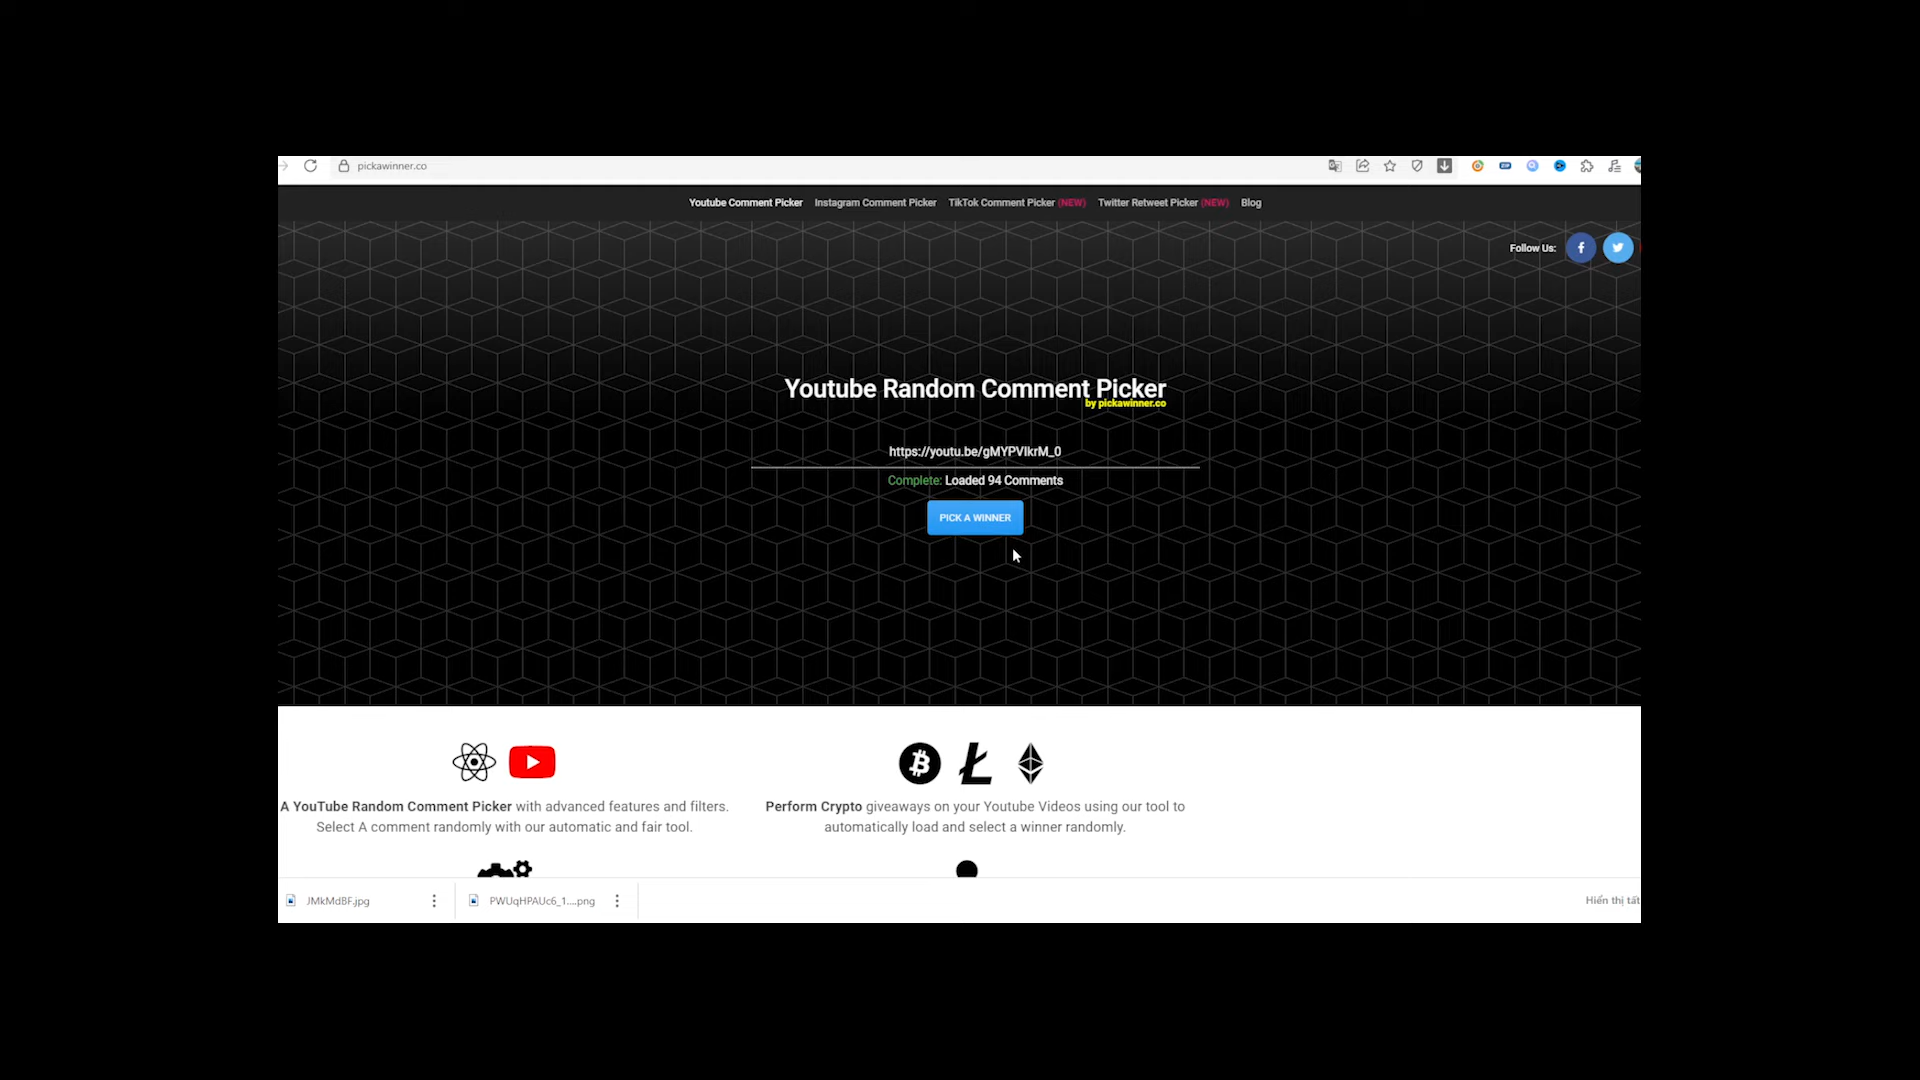 pickawinner.co
Youtube Comment Picker Instagram Comment Picker TikTok Comment Picker (NEW) Twitter Retweet Picker (NEW) Blog
Follow Us:
Youtube Random Comment Picker
by pickawinner.co
https://youtu.be/gMYPVIkrM_0
Complete: Loaded 94 Comments
PICK A WINNER
A YouTube Random Comment Picker with advanced features and filters.
Select A comment randomly with our automatic and fair tool.
Perform Crypto giveaways on your Youtube Videos using our tool to
automatically load and select a winner randomly.
JMkMdBF.jpg
PWUqHPAUc6_1....png
Hiển thị tất